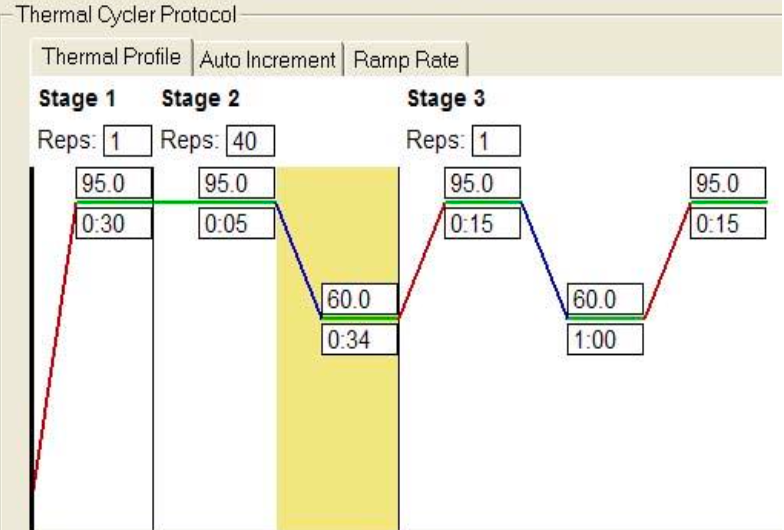 Thermal Cycler Protocol
Thermal Profile Auto Increment Ramp Rate
Stage 1 Stage 2 Stage 3
Reps: 1 Reps: 40 Reps: 1
95.0 95.0 95.0 95.0
0:30 0:05 0:15 0:15
60.0 60.0
0:34 1:00